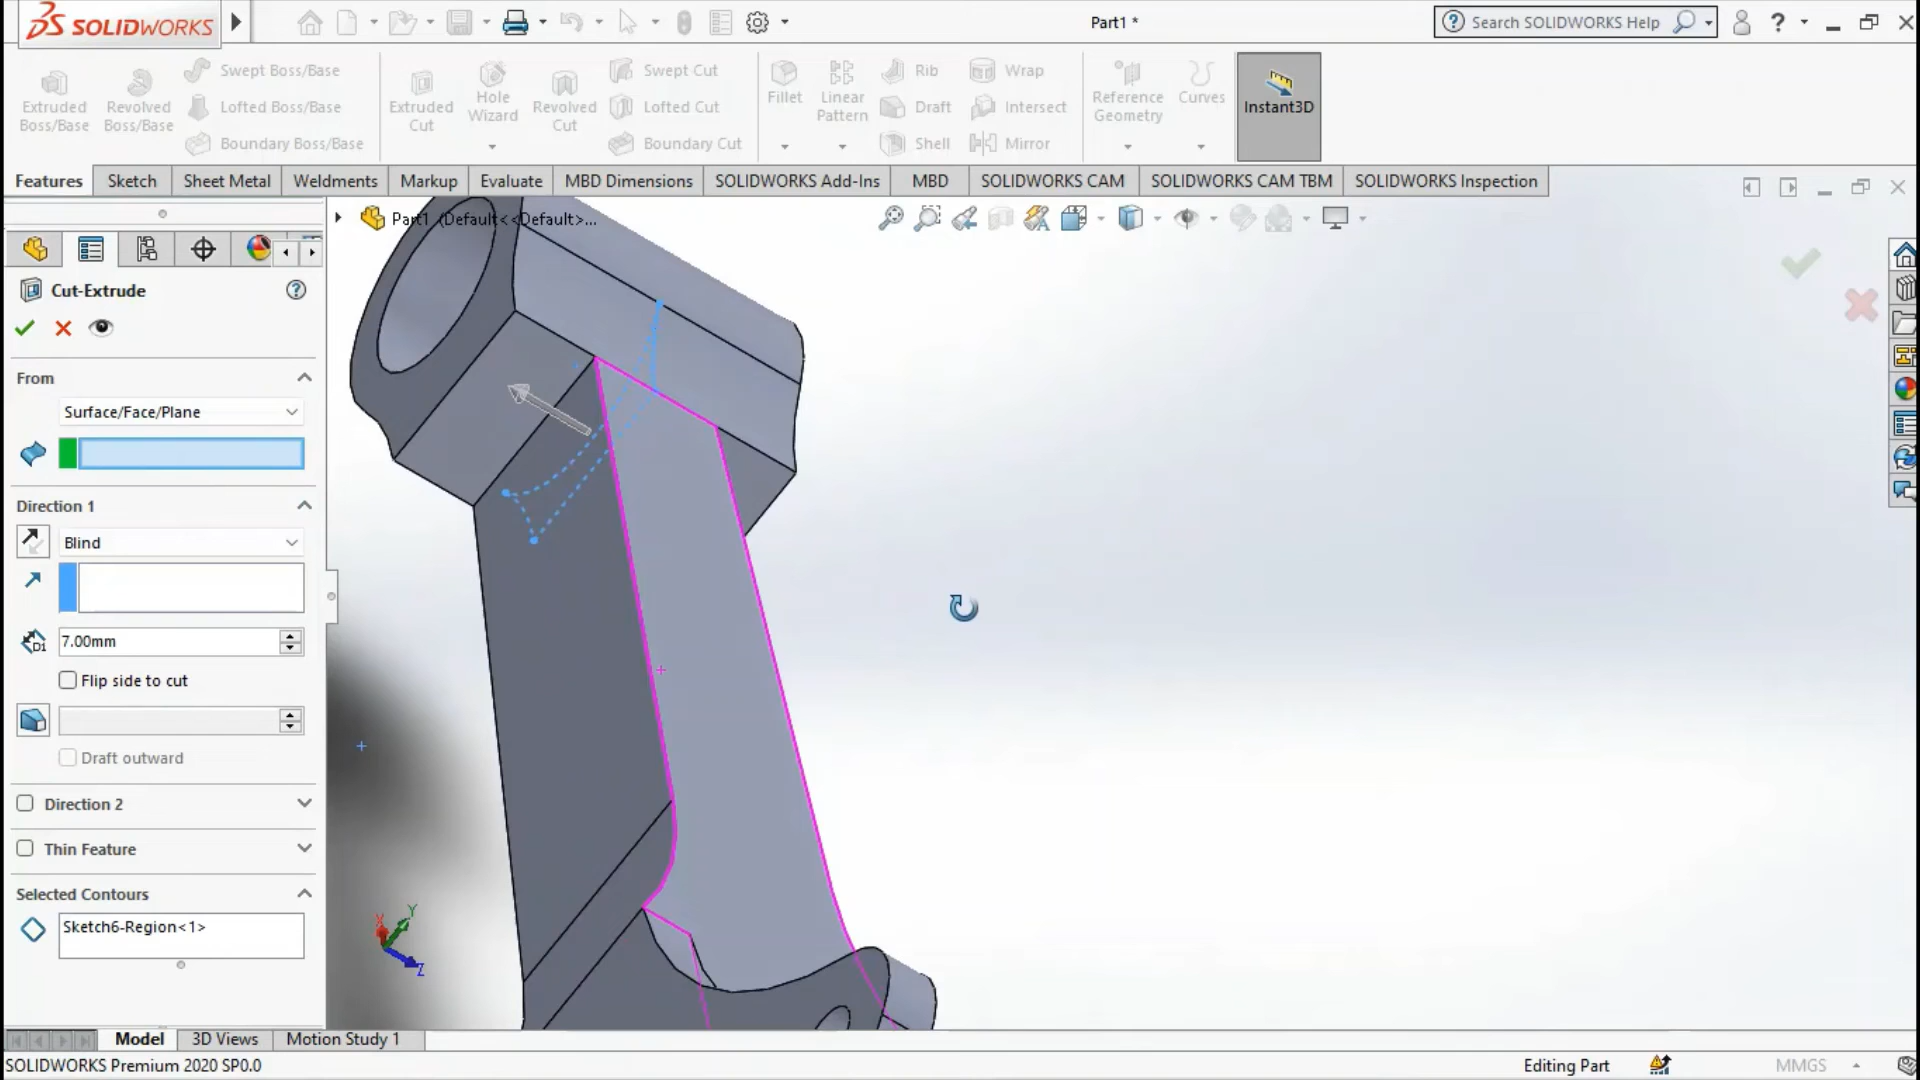 SOLIDWORKS
Part1 *
Search SOLIDWORKS Help
?
Extruded Boss/Base
Revolved Boss/Base
Swept Boss/Base
Lofted Boss/Base
Boundary Boss/Base
Extruded Cut
Hole Wizard
Revolved Cut
Swept Cut
Lofted Cut
Boundary Cut
Fillet
Linear Pattern
Rib
Draft
Shell
Wrap
Intersect
Mirror
Reference Geometry
Curves
Instant3D
Features
Sketch
Sheet Metal
Weldments
Markup
Evaluate
MBD Dimensions
SOLIDWORKS Add-Ins
MBD
SOLIDWORKS CAM
SOLIDWORKS CAM TBM
SOLIDWORKS Inspection
Part1 (Default<<Default>...
Cut-Extrude
From
Surface/Face/Plane
Direction 1
Blind
D1
7.00mm
Flip side to cut
Draft outward
Direction 2
Thin Feature
Selected Contours
Sketch6-Region<1>
X
Y
Z
Model
3D Views
Motion Study 1
SOLIDWORKS Premium 2020 SP0.0
Editing Part
MMGS